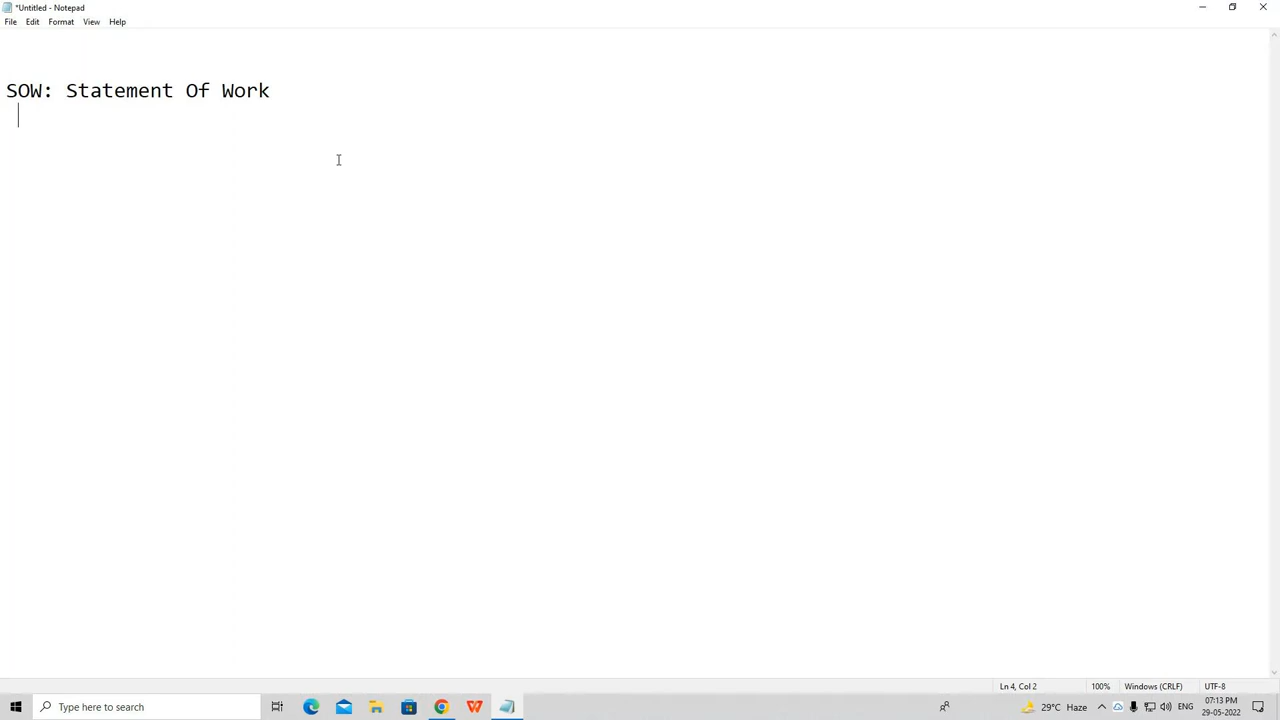 *Untitled - Notepad
File Edit Format View Help
SOW: Statement Of Work
Ln 4, Col 2 100% Windows (CRLF) UTF-8
Type here to search
29°C Haze ENG 07:13 PM
29-05-2022